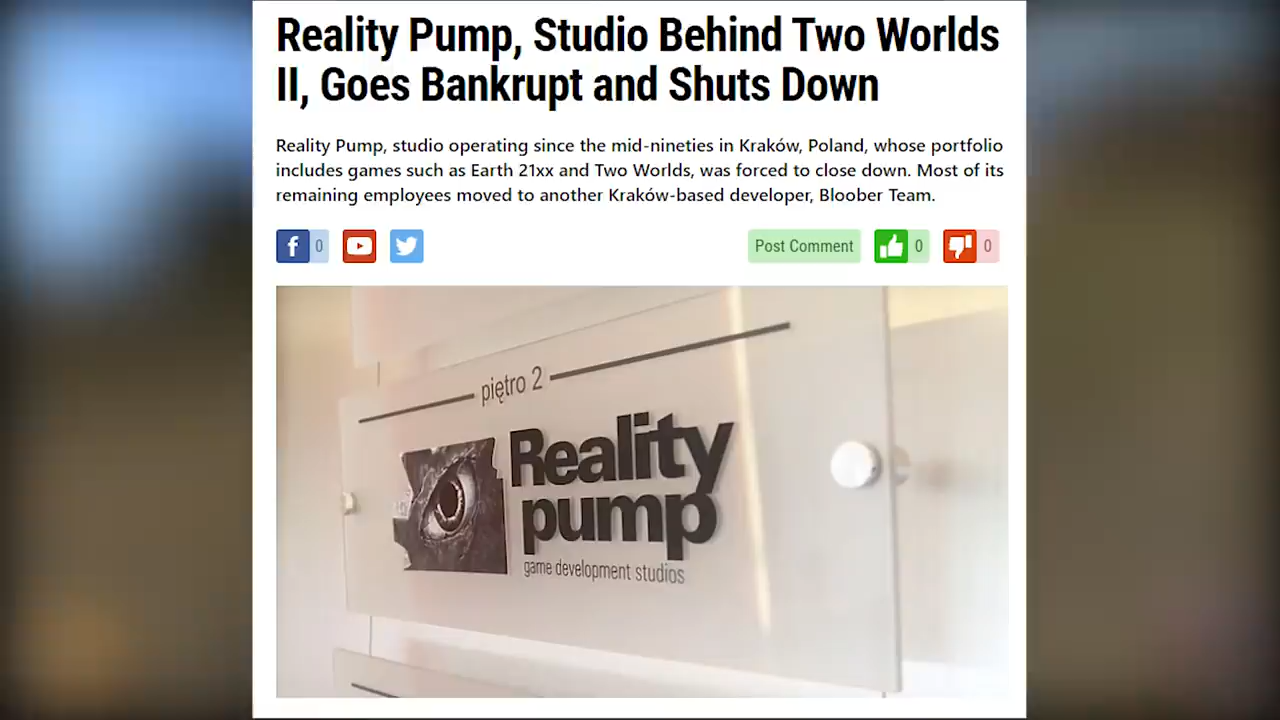 Reality Pump, Studio Behind Two Worlds
II, Goes Bankrupt and Shuts Down
Reality Pump, studio operating since the mid-nineties in Kraków, Poland, whose portfolio
includes games such as Earth 21xx and Two Worlds, was forced to close down. Most of its
remaining employees moved to another Kraków-based developer, Bloober Team.
f 0
Post Comment 0 0
piętro 2
Reality
pump
game development studios